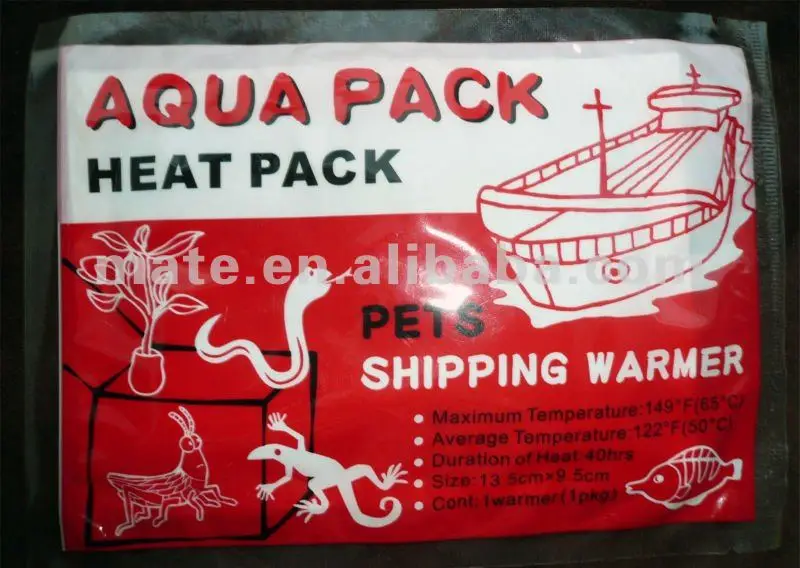 AQUA PACK
HEAT PACK
mate.en.alibaba.com
PETS
SHIPPING WARMER
• Maximum Temperature:149°F(65°C)
• Average Temperature:122°F(50°C)
• Duration of Heat:40hrs
• Size:13.5cm×9.5cm
• Cont:1warmer(1pkg)